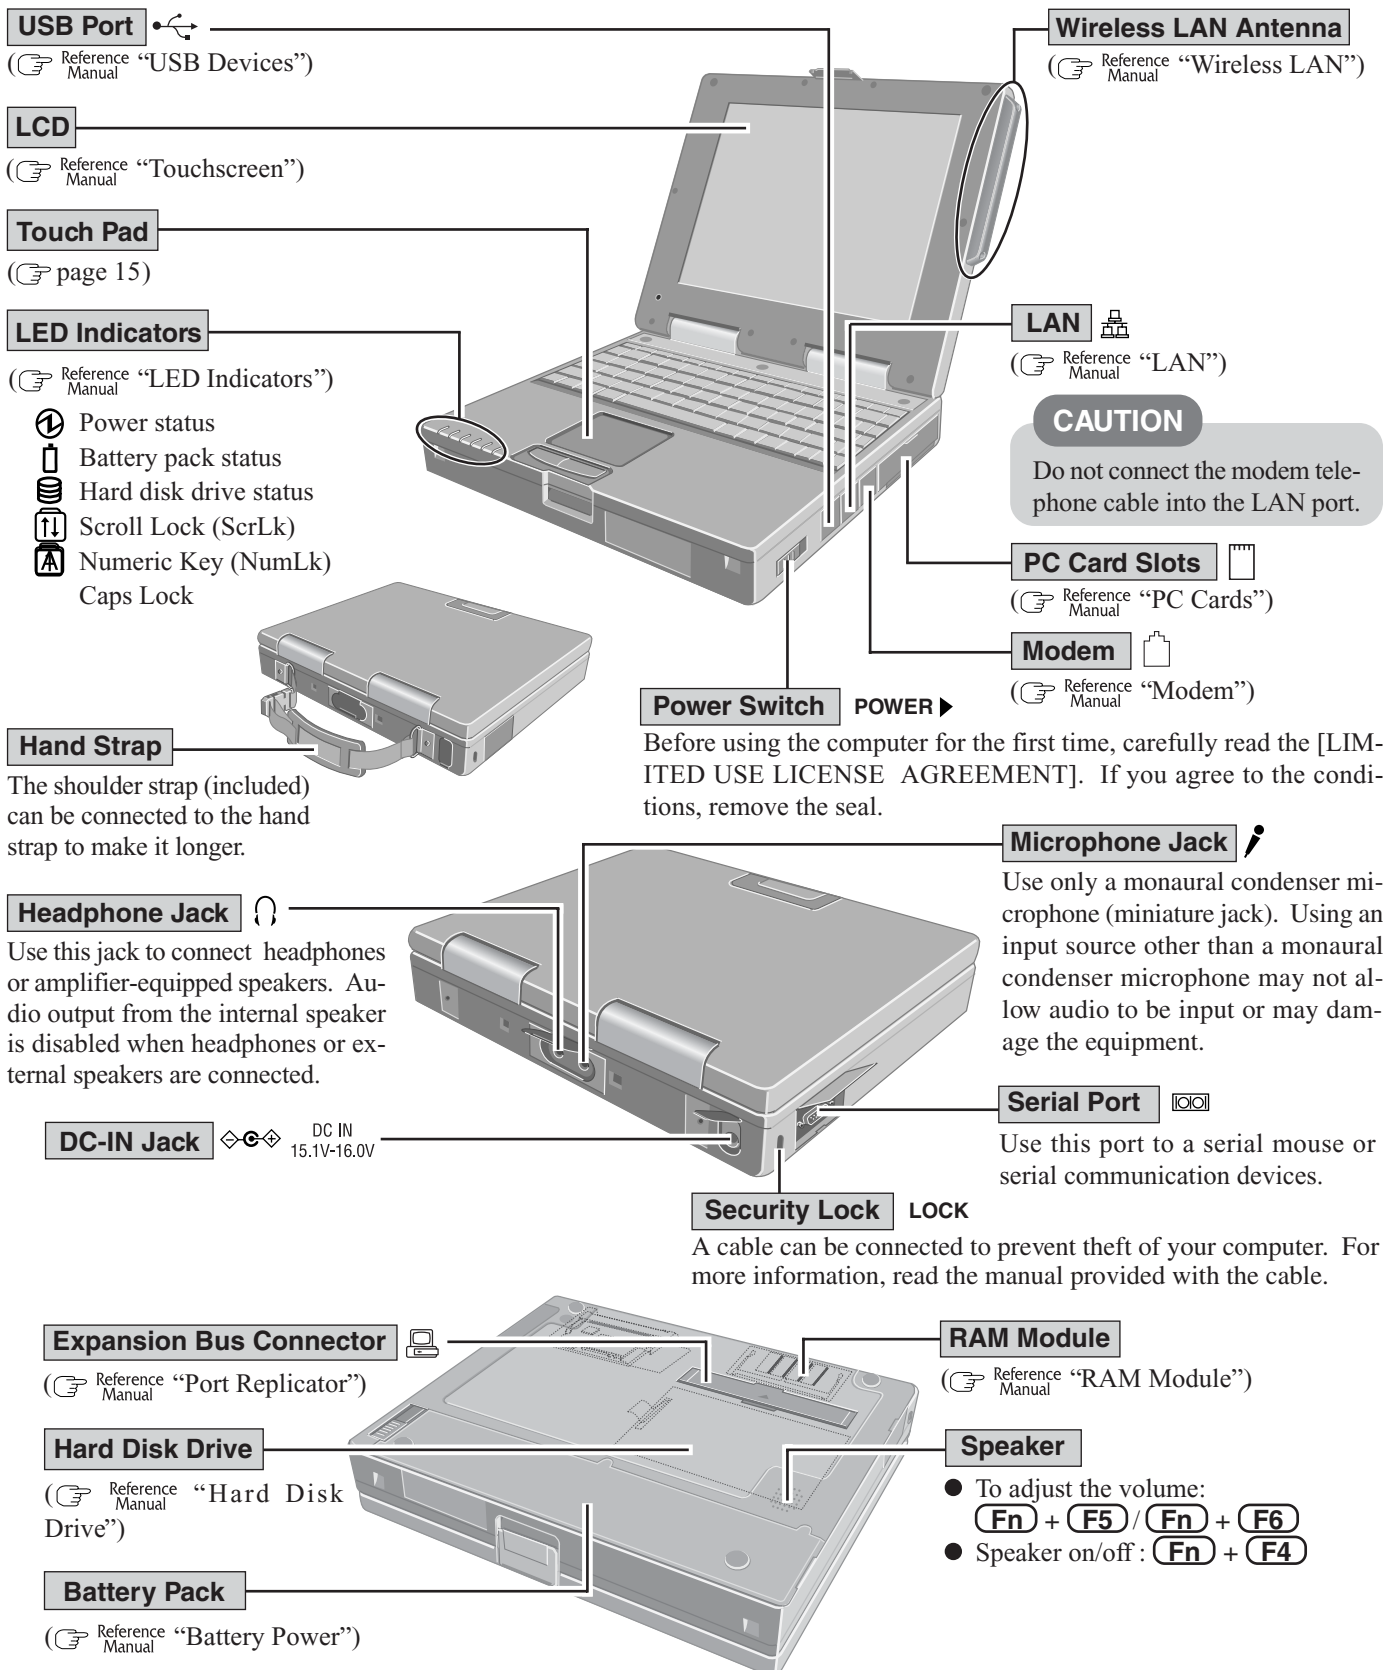 USB Port
(Reference Manual “USB Devices”)
LCD
(Reference Manual “Touchscreen”)
Touch Pad
(page 15)
LED Indicators
(Reference Manual “LED Indicators”)
Power status
Battery pack status
Hard disk drive status
Scroll Lock (ScrLk)
1
Numeric Key (NumLk)
A
Caps Lock
Hand Strap
The shoulder strap (included)
can be connected to the hand
strap to make it longer.
Wireless LAN Antenna
(Reference Manual “Wireless LAN”)
LAN
(Reference Manual “LAN”)
CAUTION
Do not connect the modem tele-
phone cable into the LAN port.
PC Card Slots
(Reference Manual “PC Cards”)
Modem
(Reference Manual “Modem”)
Power Switch POWER
Before using the computer for the first time, carefully read the [LIM-
ITED USE LICENSE AGREEMENT]. If you agree to the condi-
tions, remove the seal.
Headphone Jack
Use this jack to connect headphones
or amplifier-equipped speakers. Au-
dio output from the internal speaker
is disabled when headphones or ex-
ternal speakers are connected.
DC-IN Jack DC IN
15.1V-16.0V
Microphone Jack
Use only a monaural condenser mi-
crophone (miniature jack). Using an
input source other than a monaural
condenser microphone may not al-
low audio to be input or may dam-
age the equipment.
Serial Port
Use this port to a serial mouse or
serial communication devices.
Security Lock LOCK
A cable can be connected to prevent theft of your computer. For
more information, read the manual provided with the cable.
Expansion Bus Connector
(Reference Manual “Port Replicator”)
Hard Disk Drive
(Reference Manual “Hard Disk
Drive”)
Battery Pack
(Reference Manual “Battery Power”)
RAM Module
(Reference Manual “RAM Module”)
Speaker
● To adjust the volume:
Fn + F5 / Fn + F6
● Speaker on/off : Fn + F4